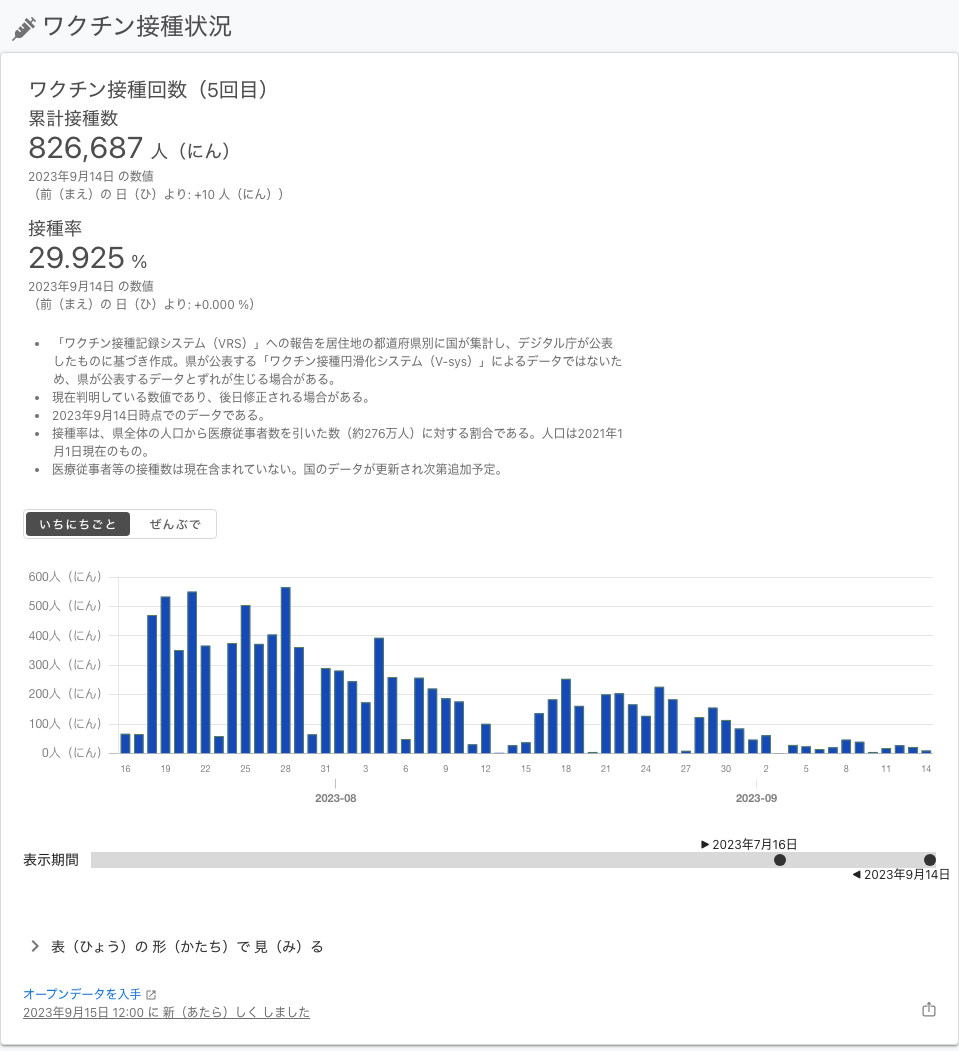 ワクチン接種状況
ワクチン接種回数（5回目）
累計接種数
826,687 人（にん）
2023年9月14日 の数値
（前（まえ）の 日（ひ）より: +10 人（にん））
接種率
29.925 %
2023年9月14日 の数値
（前（まえ）の 日（ひ）より: +0.000 %）
• 「ワクチン接種記録システム（VRS）」への報告を居住地の都道府県別に国が集計し、デジタル庁が公表
したものに基づき作成。県が公表する「ワクチン接種円滑化システム（V-sys）」によるデータではないた
め、県が公表するデータとずれが生じる場合がある。
• 現在判明している数値であり、後日修正される場合がある。
• 2023年9月14日時点でのデータである。
• 接種率は、県全体の人口から医療従事者数を引いた数（約276万人）に対する割合である。人口は2021年1
月1日現在のもの。
• 医療従事者等の接種数は現在含まれていない。国のデータが更新され次第追加予定。
いちにちごと ぜんぶで
600人（にん）
500人（にん）
400人（にん）
300人（にん）
200人（にん）
100人（にん）
0人（にん）
16 19 22 25 28 31 3 6 9 12 15 18 21 24 27 30 2 5 8 11 14
2023-08 2023-09
▶ 2023年7月16日
表示期間
◀ 2023年9月14日
表（ひょう）の 形（かたち）で 見（み）る
オープンデータを入手
2023年9月15日 12:00 に 新（あたら）しく しました